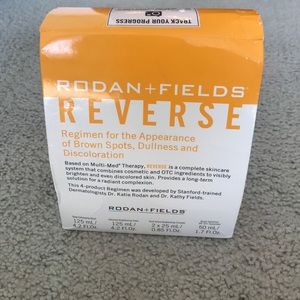 TRACK YOUR PROGRESS
RODAN+FIELDS
REVERSE
Regimen for the Appearance
of Brown Spots, Dullness and
Discoloration
Based on Multi-Med® Therapy, REVERSE is a complete skincare
system that combines cosmetic and OTC ingredients to visibly
brighten and even discolored skin. Provides a long-term
solution for a radiant complexion.
This 4-product Regimen was developed by Stanford-trained
Dermatologists Dr. Katie Rodan and Dr. Kathy Fields.
RODAN+FIELDS
125 mL/ 125 mL/ 2 x 25 mL/ 50 mL/
4.2 Fl.Oz. 4.2 Fl.Oz. 0.85 Fl.Oz. 1.7 Fl.Oz.